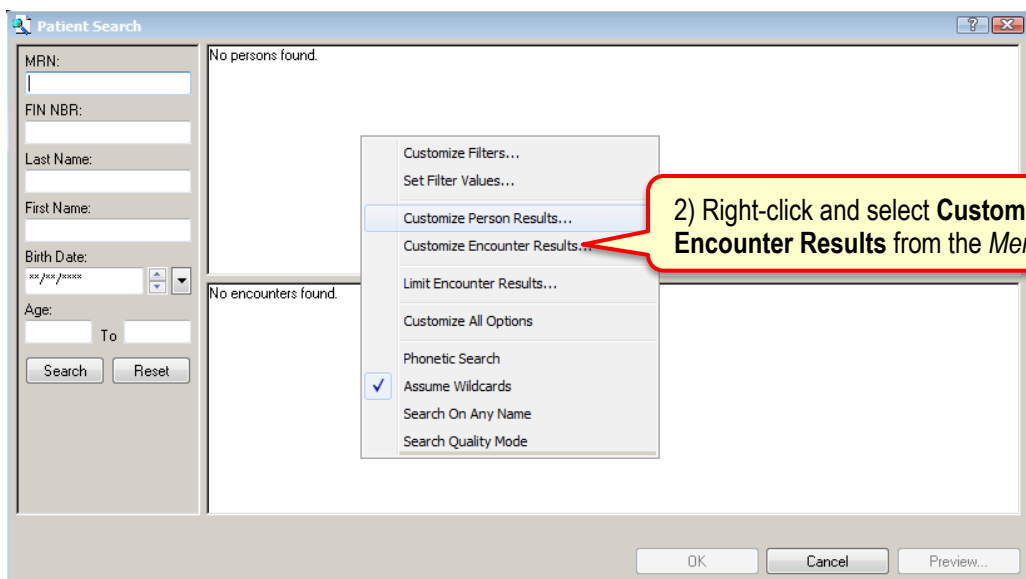 Patient Search
MRN:
FIN NBR:
Last Name:
First Name:
Birth Date:
**/**/****
Age:
To
Search Reset
No persons found.
No encounters found.
Customize Filters...
Set Filter Values...
Customize Person Results...
Customize Encounter Results...
Limit Encounter Results...
Customize All Options
Phonetic Search
Assume Wildcards
Search On Any Name
Search Quality Mode
2) Right-click and select Custom
Encounter Results from the Me
OK Cancel Preview...